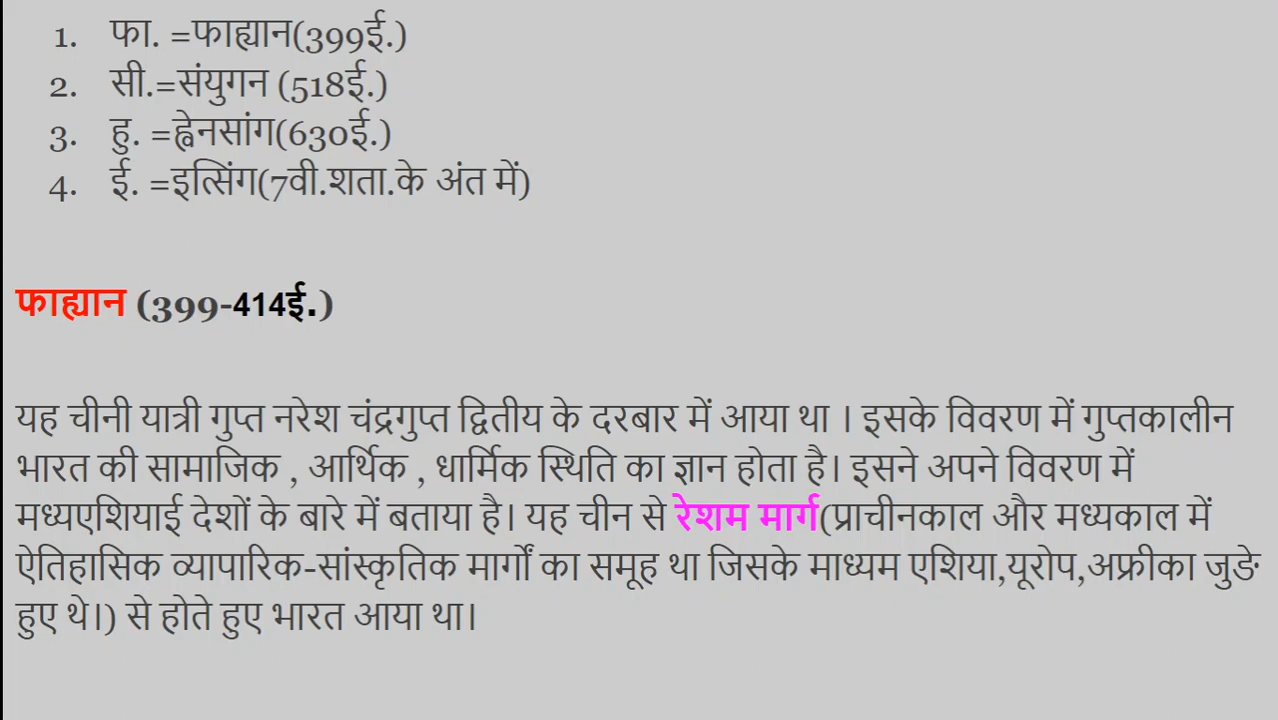 1. फा. =फाह्यान(399ई.)
2. सी.=संयुगन (518ई.)
3. हु. =ह्वेनसांग(630ई.)
4. ई. =इत्सिंग(7वी.शता.के अंत में)
फाह्यान (399-414ई.)
यह चीनी यात्री गुप्त नरेश चंद्रगुप्त द्वितीय के दरबार में आया था । इसके विवरण में गुप्तकालीन
भारत की सामाजिक , आर्थिक , धार्मिक स्थिति का ज्ञान होता है। इसने अपने विवरण में
मध्यएशियाई देशों के बारे में बताया है। यह चीन से रेशम मार्ग(प्राचीनकाल और मध्यकाल में
ऐतिहासिक व्यापारिक-सांस्कृतिक मार्गों का समूह था जिसके माध्यम एशिया,यूरोप,अफ्रीका जुङे
हुए थे।) से होते हुए भारत आया था।